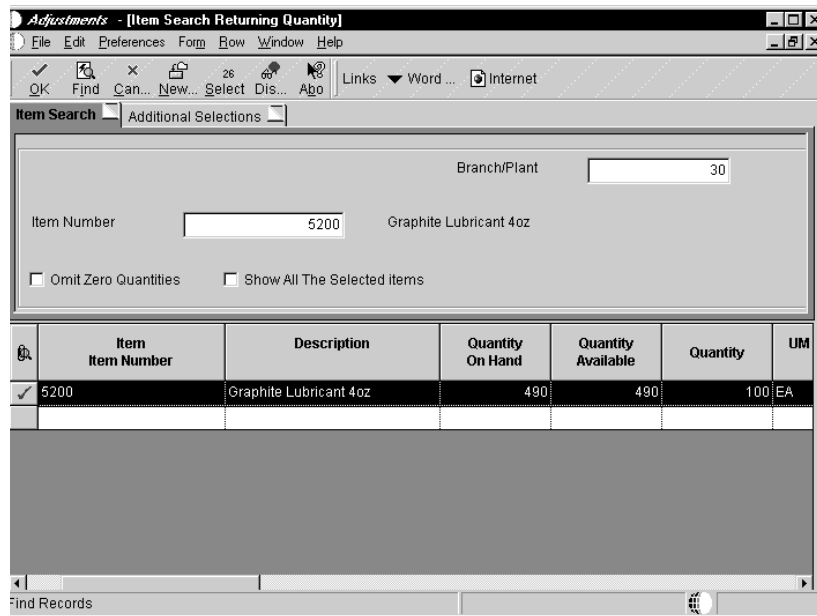 Adjustments - [Item Search Returning Quantity]
File Edit Preferences Form Row Window Help
OK Find Can... New... Select Dis... Abo Links Word ... Internet
26
Item Search Additional Selections
Branch/Plant 30
Item Number 5200 Graphite Lubricant 4oz
Omit Zero Quantities Show All The Selected items
Item Item Number Description Quantity On Hand Quantity Available Quantity UM
5200 Graphite Lubricant 4oz 490 490 100 EA
Find Records